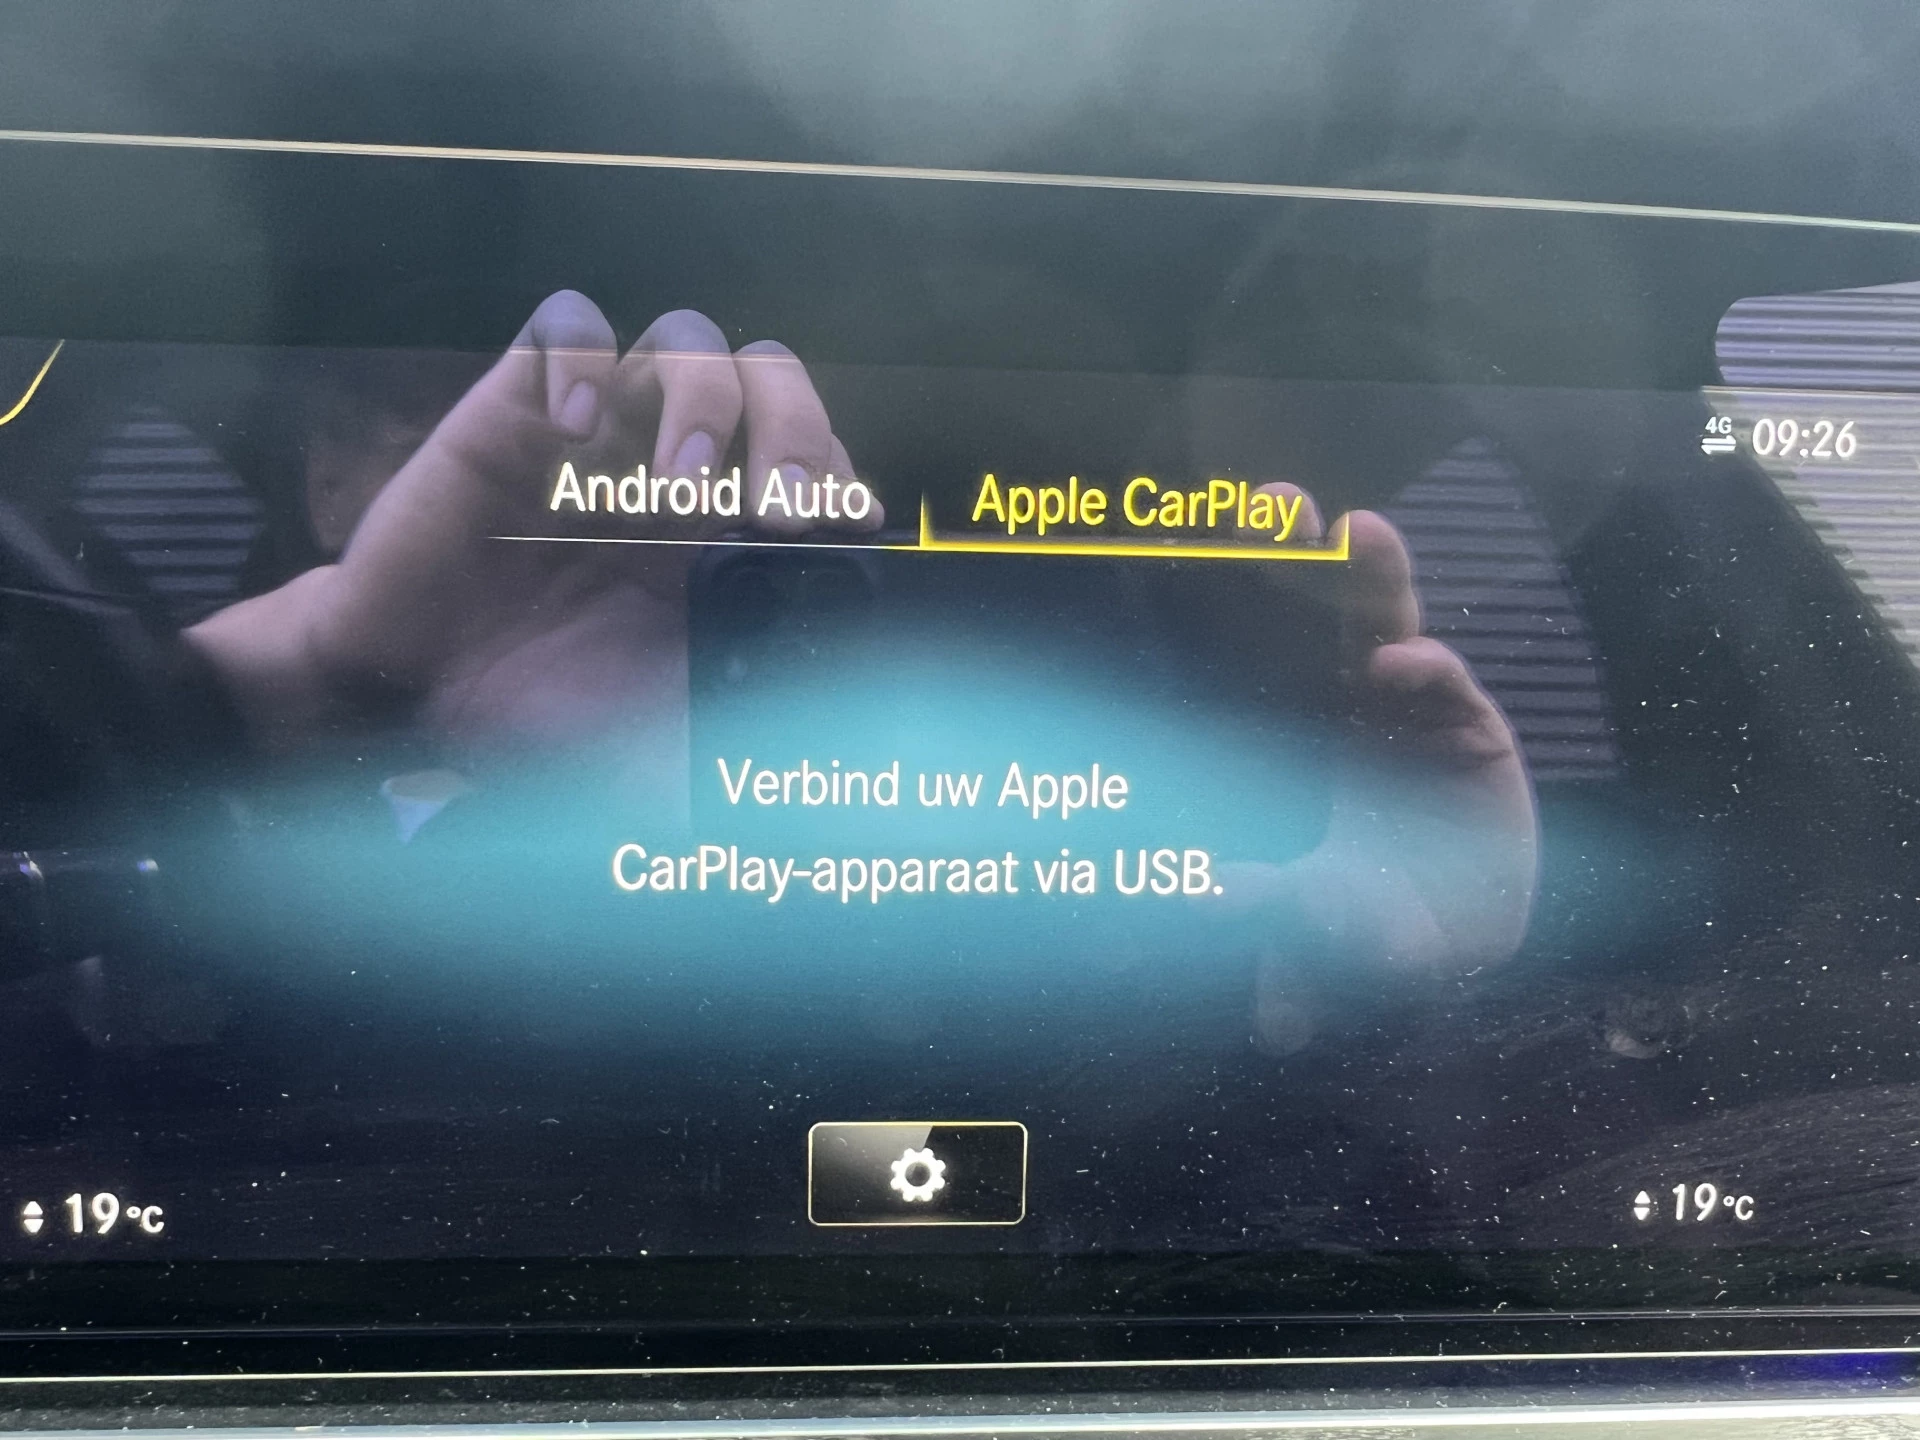 4G 09:26
Android Auto Apple CarPlay
Verbind uw Apple
CarPlay-apparaat via USB.
19°C 19°C